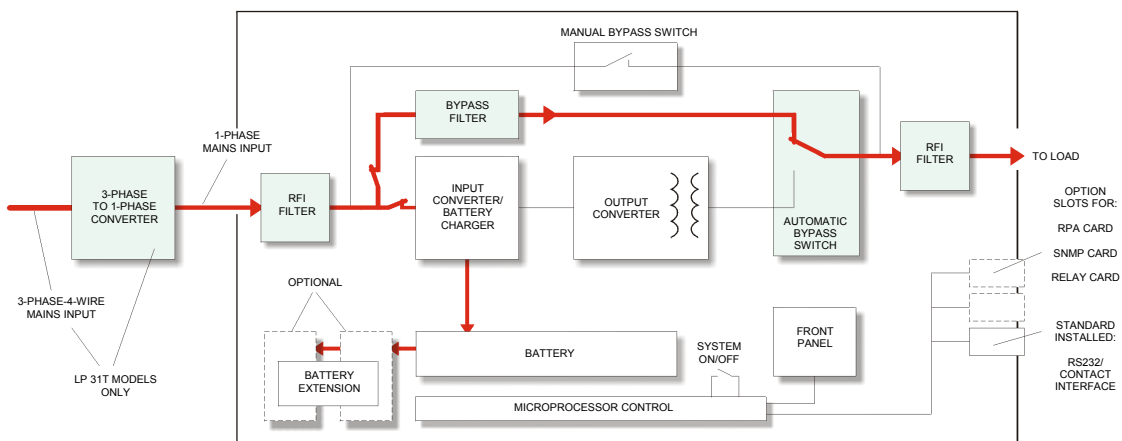 MANUAL BYPASS SWITCH
BYPASS
FILTER
1-PHASE
MAINS INPUT
3-PHASE
TO 1-PHASE
CONVERTER
RFI
FILTER
INPUT
CONVERTER/
BATTERY
CHARGER
OUTPUT
CONVERTER
AUTOMATIC
BYPASS
SWITCH
RFI
FILTER
TO LOAD
OPTION
SLOTS FOR:
RPA CARD
SNMP CARD
RELAY CARD
3-PHASE-4-WIRE
MAINS INPUT
LP 31T MODELS
ONLY
OPTIONAL
BATTERY
EXTENSION
BATTERY
SYSTEM
ON/OFF
FRONT
PANEL
MICROPROCESSOR CONTROL
STANDARD
INSTALLED:
RS232/
CONTACT
INTERFACE